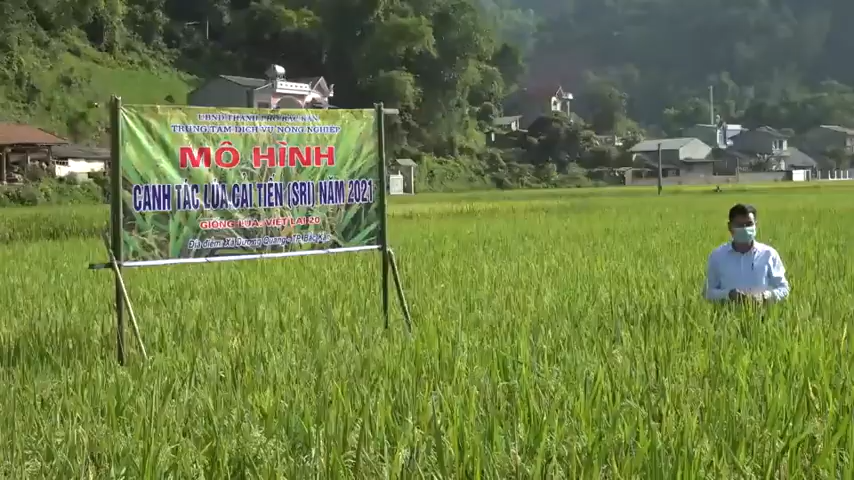 UBND THÀNH PHỐ BẮC KẠN
TRUNG TÂM DỊCH VỤ NÔNG NGHIỆP
MÔ HÌNH
CANH TÁC LÚA CẢI TIẾN (SRI) NĂM 2021
GIỐNG LÚA: VIỆT LAI 20
Địa điểm: Xã Dương Quang - TP. Bắc Kạn